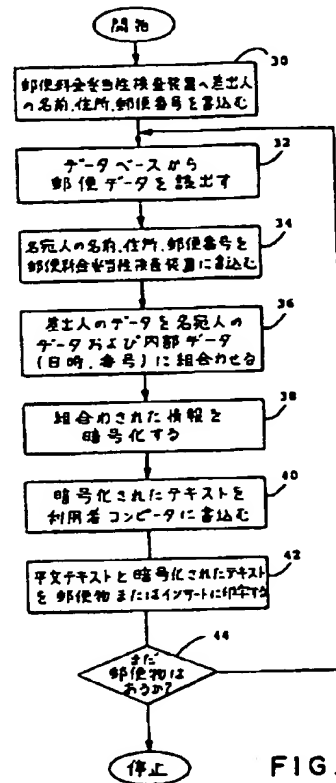 開始
30
郵便料金妥当性検査装置へ差出人
の名前、住所、郵便番号を書込む
32
データベースから
郵便データを読出す
34
名宛人の名前、住所、郵便番号を
郵便料金妥当性検査装置に書込む
36
差出人のデータを名宛人の
データおよび内部データ
(日時、番号)に組合わせる
38
組合わされた情報を
暗号化する
40
暗号化されたテキストを
利用者コンピータに書込む
42
平文テキストと暗号化されたテキスト
を郵便物またはインサートに印字する
44
まだ
郵便物は
あるか?
停止
FIG.